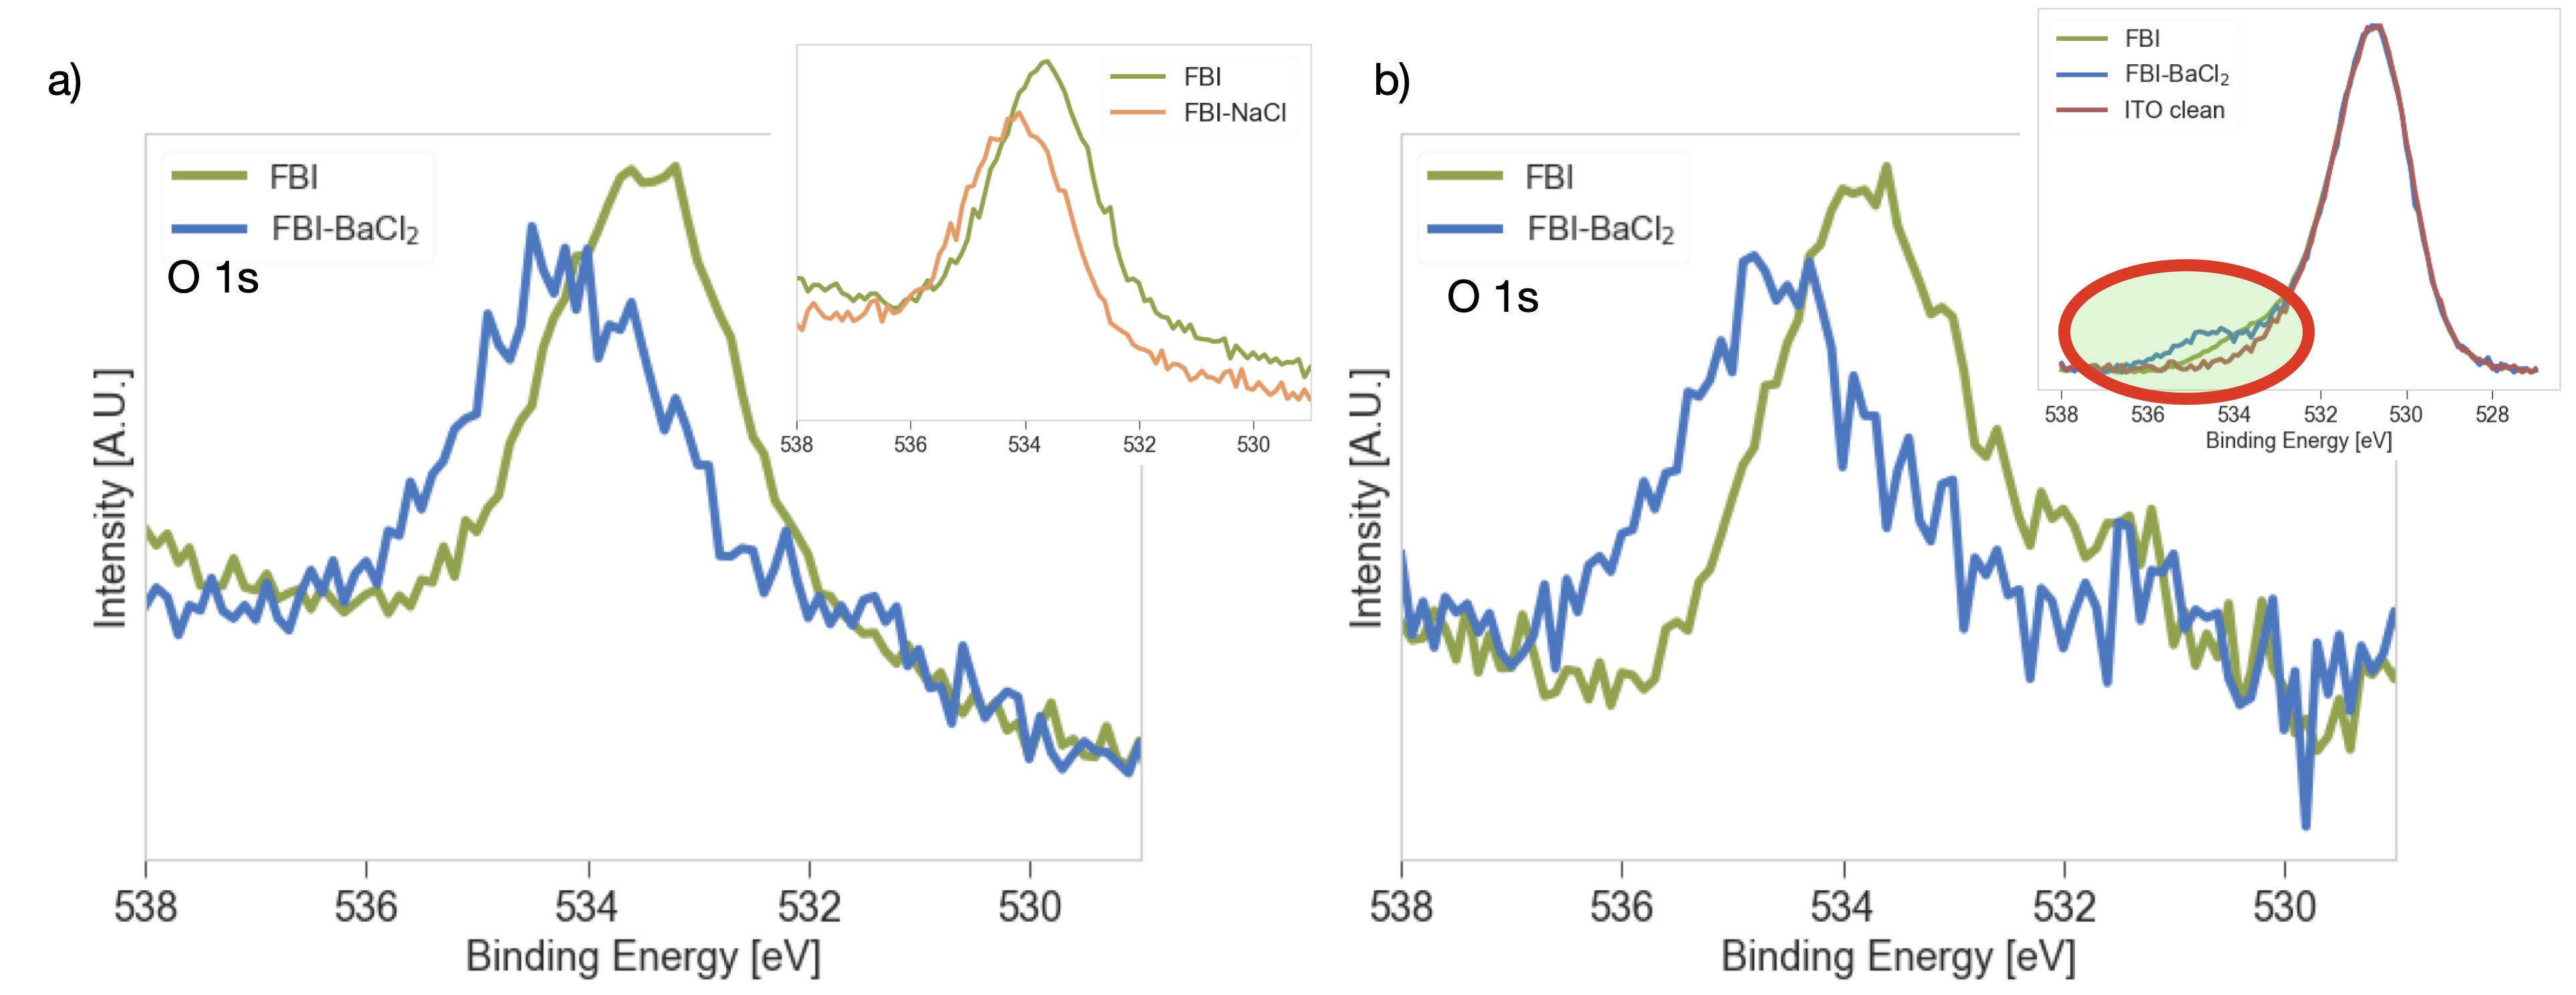 a)
FBI
FBI-BaCl₂
O 1s
Intensity [A.U.]
538 536 534 532 530
Binding Energy [eV]
FBI
FBI-NaCl
538 536 534 532 530
b)
FBI
FBI-BaCl₂
O 1s
Intensity [A.U.]
538 536 534 532 530
Binding Energy [eV]
FBI
FBI-BaCl₂
ITO clean
538 536 534 532 530 528
Binding Energy [eV]